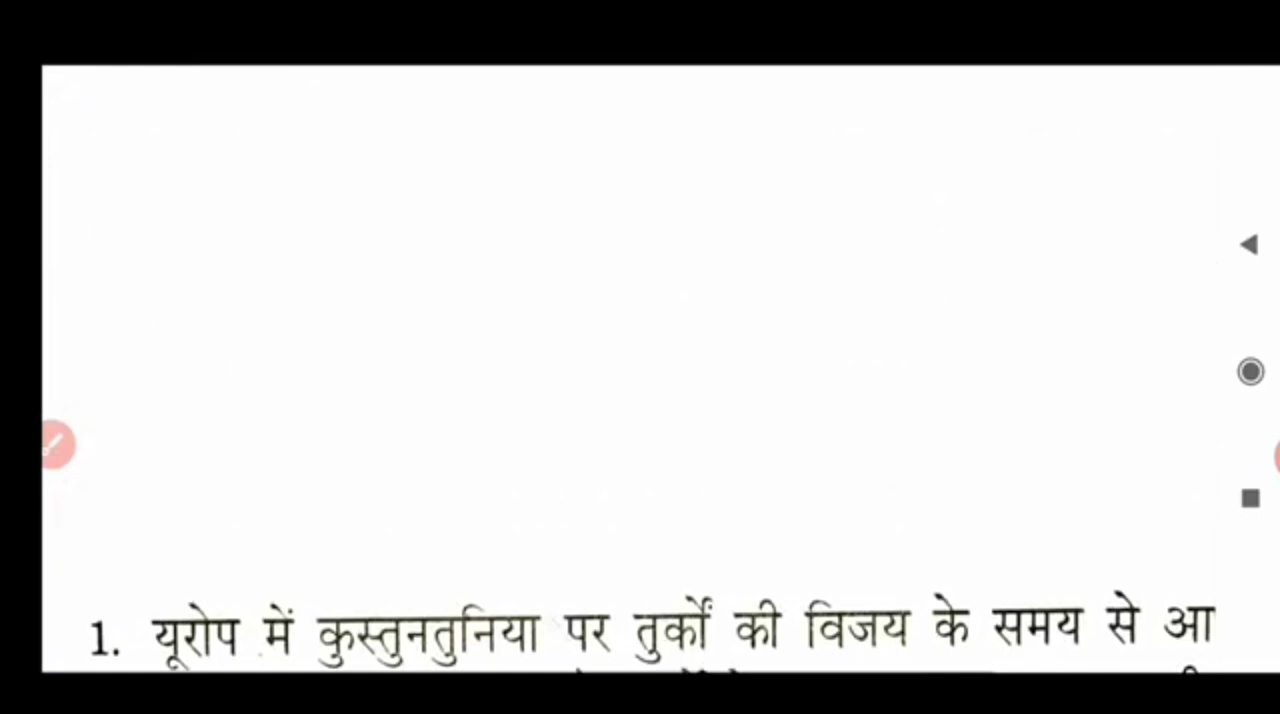 1. यूरोप में कुस्तुनतुनिया पर तुर्कों की विजय के समय से आ